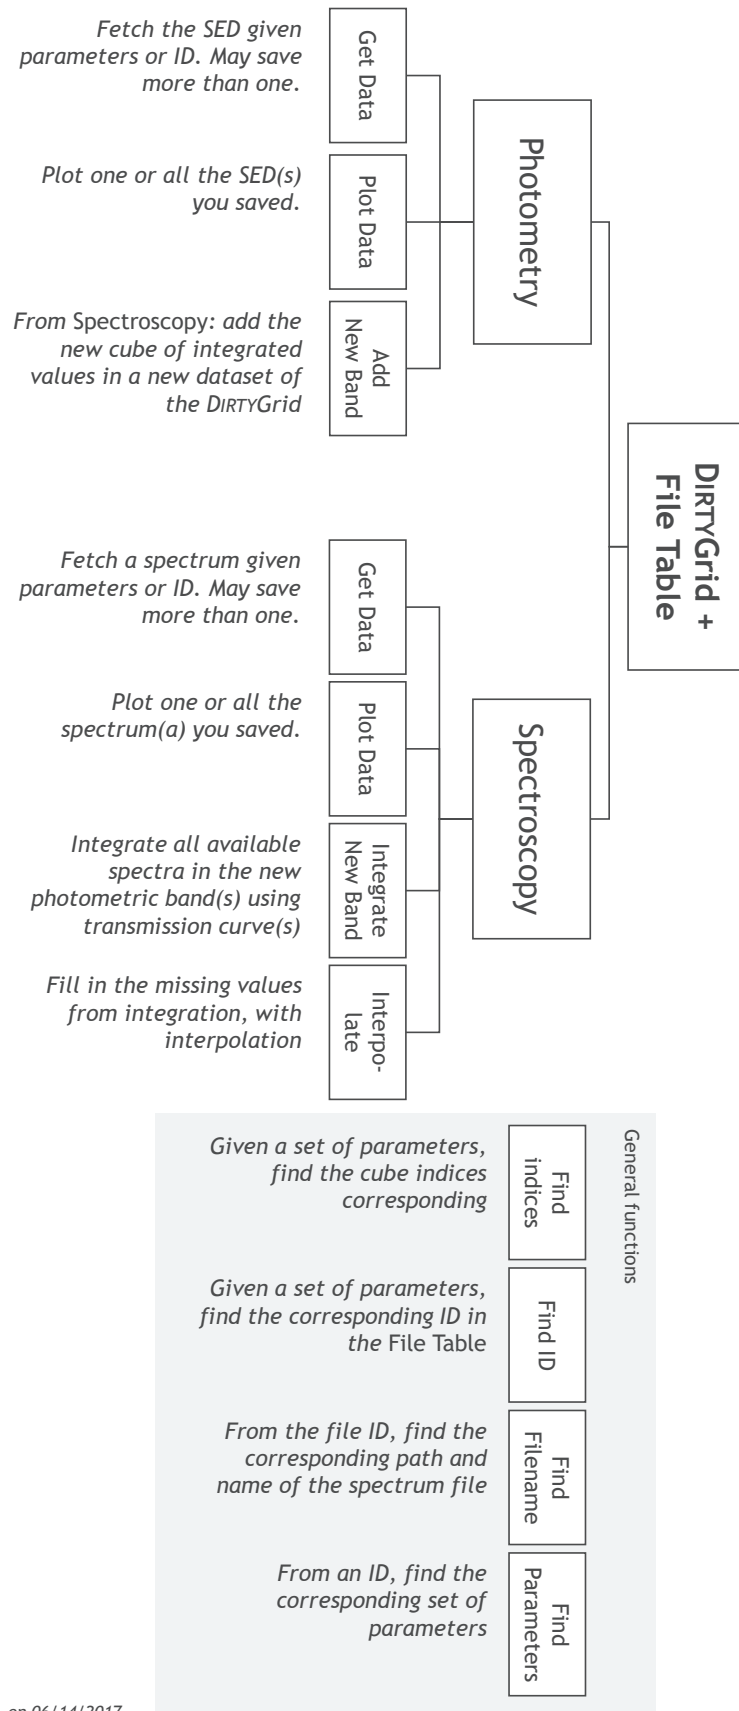 DIRTYGrid +
File Table
Photometry
Get Data
Fetch the SED given
parameters or ID. May save
more than one.
Plot Data
Plot one or all the SED(s)
you saved.
Add
New Band
From Spectroscopy: add the
new cube of integrated
values in a new dataset of
the DIRTYGrid
Spectroscopy
Get Data
Fetch a spectrum given
parameters or ID. May save
more than one.
Plot Data
Plot one or all the
spectrum(a) you saved.
Integrate
New Band
Integrate all available
spectra in the new
photometric band(s) using
transmission curve(s)
Interpo-
late
Fill in the missing values
from integration, with
interpolation
General functions
Find
indices
Given a set of parameters,
find the cube indices
corresponding
Find ID
Given a set of parameters,
find the corresponding ID in
the File Table
Find
Filename
From the file ID, find the
corresponding path and
name of the spectrum file
Find
Parameters
From an ID, find the
corresponding set of
parameters
on 06/14/2017